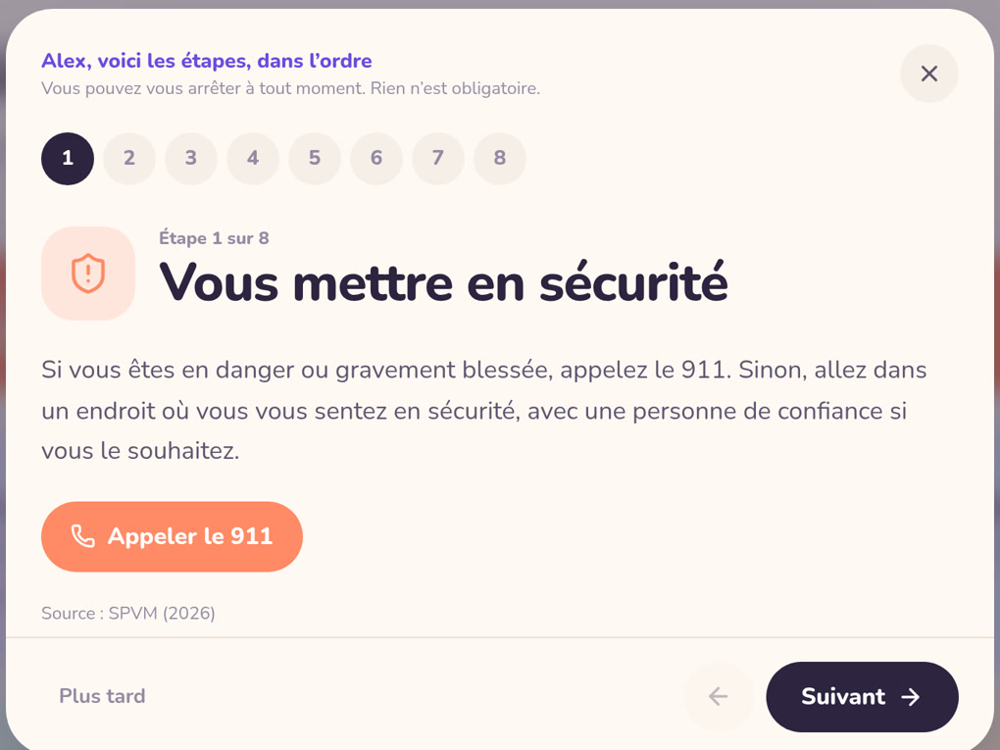 Alex, voici les étapes, dans l’ordre
Vous pouvez vous arrêter à tout moment. Rien n’est obligatoire.
1 2 3 4 5 6 7 8
Étape 1 sur 8
Vous mettre en sécurité
Si vous êtes en danger ou gravement blessée, appelez le 911. Sinon, allez dans
un endroit où vous vous sentez en sécurité, avec une personne de confiance si
vous le souhaitez.
Appeler le 911
Source : SPVM (2026)
Plus tard
Suivant